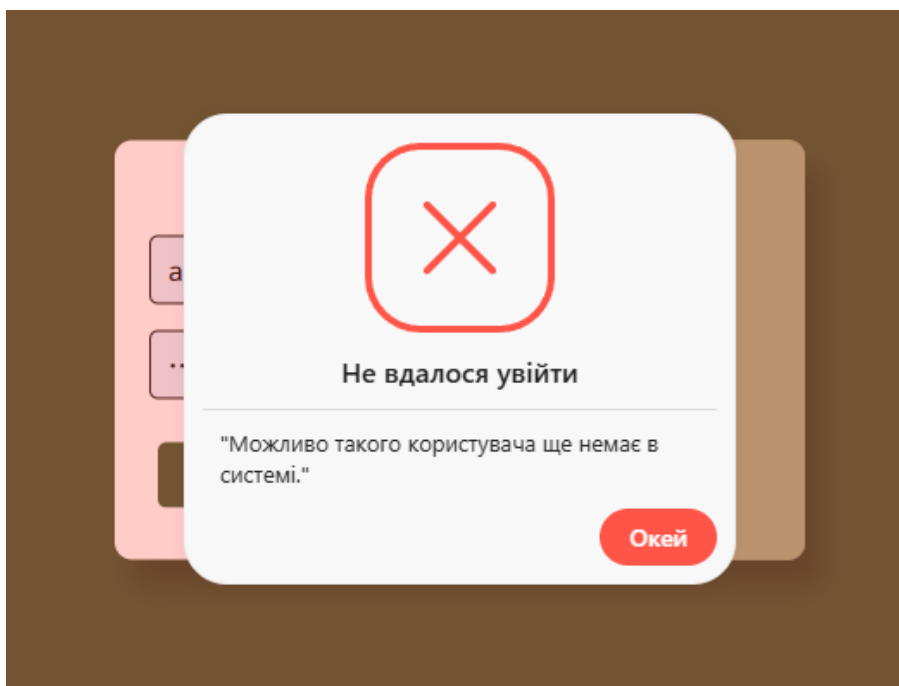 Не вдалося увійти
a
"Можливо такого користувача ще немає в
системі."
Окей